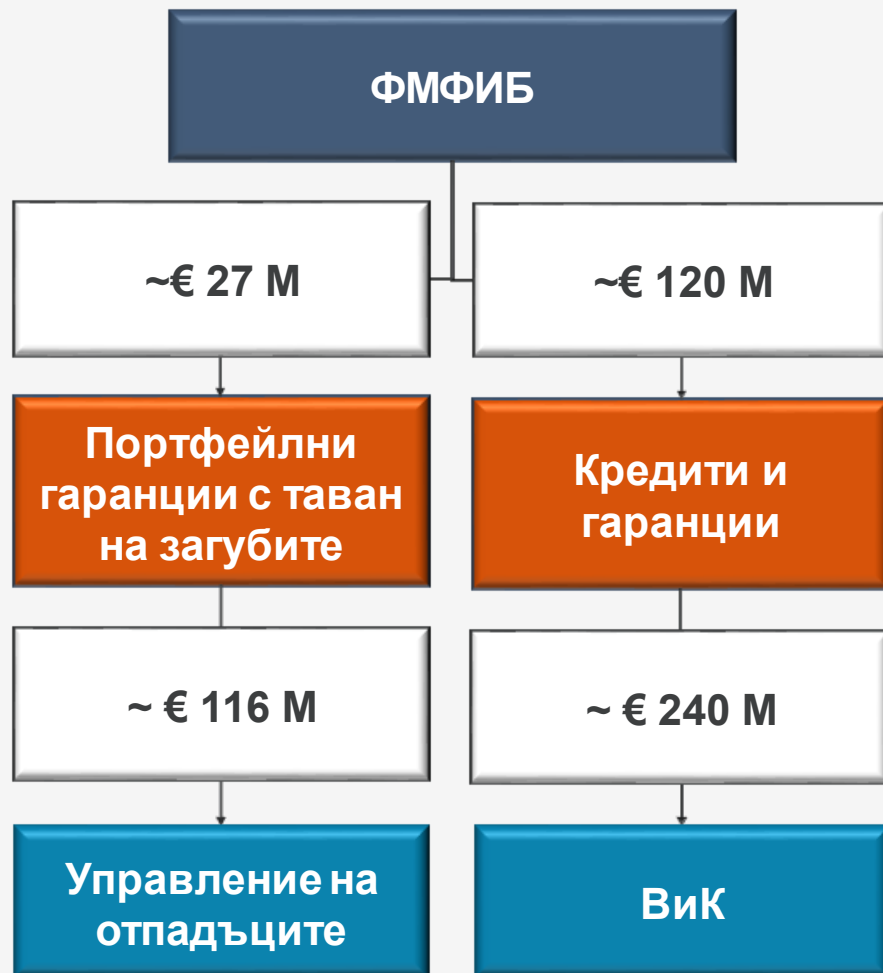 ФМФИБ
~€ 27 М
~€ 120 М
Портфейлни
гаранции с таван
на загубите
Кредити и
гаранции
~ € 116 М
~ € 240 М
Управление на
отпадъците
ВиК